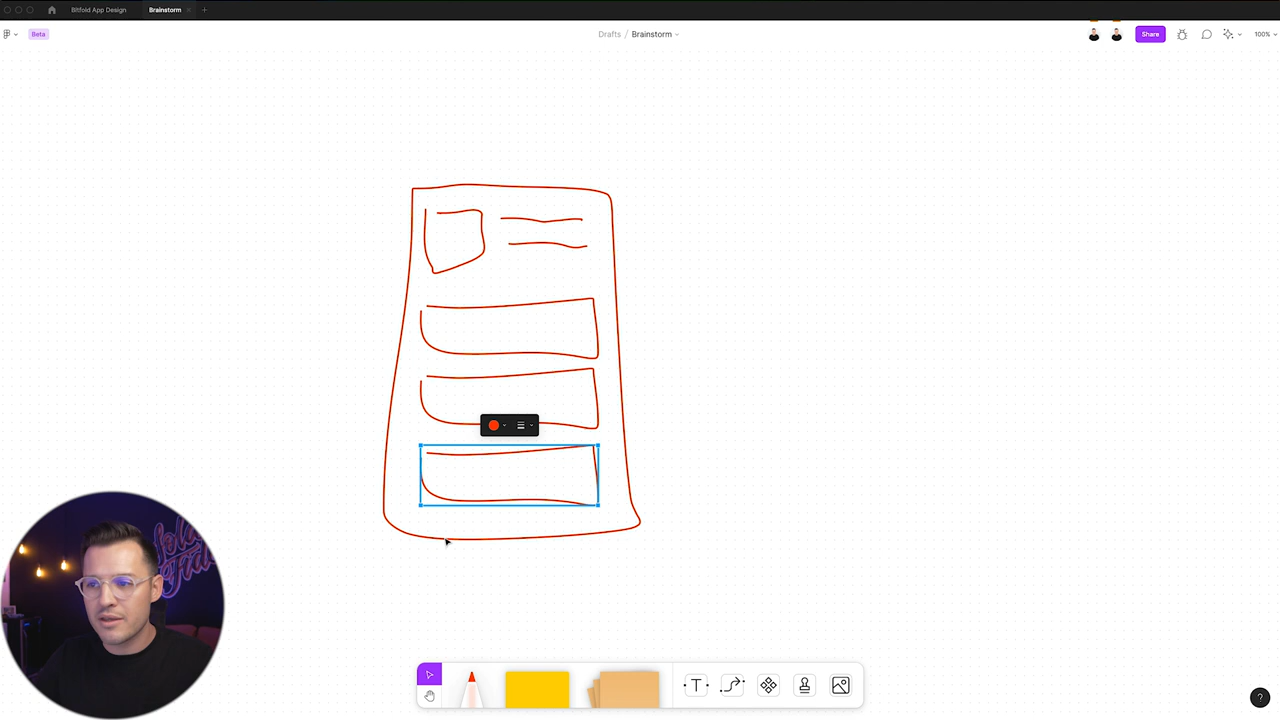 Bitfold App Design
Brainstorm
Beta
Drafts / Brainstorm
Share
100%
T
?